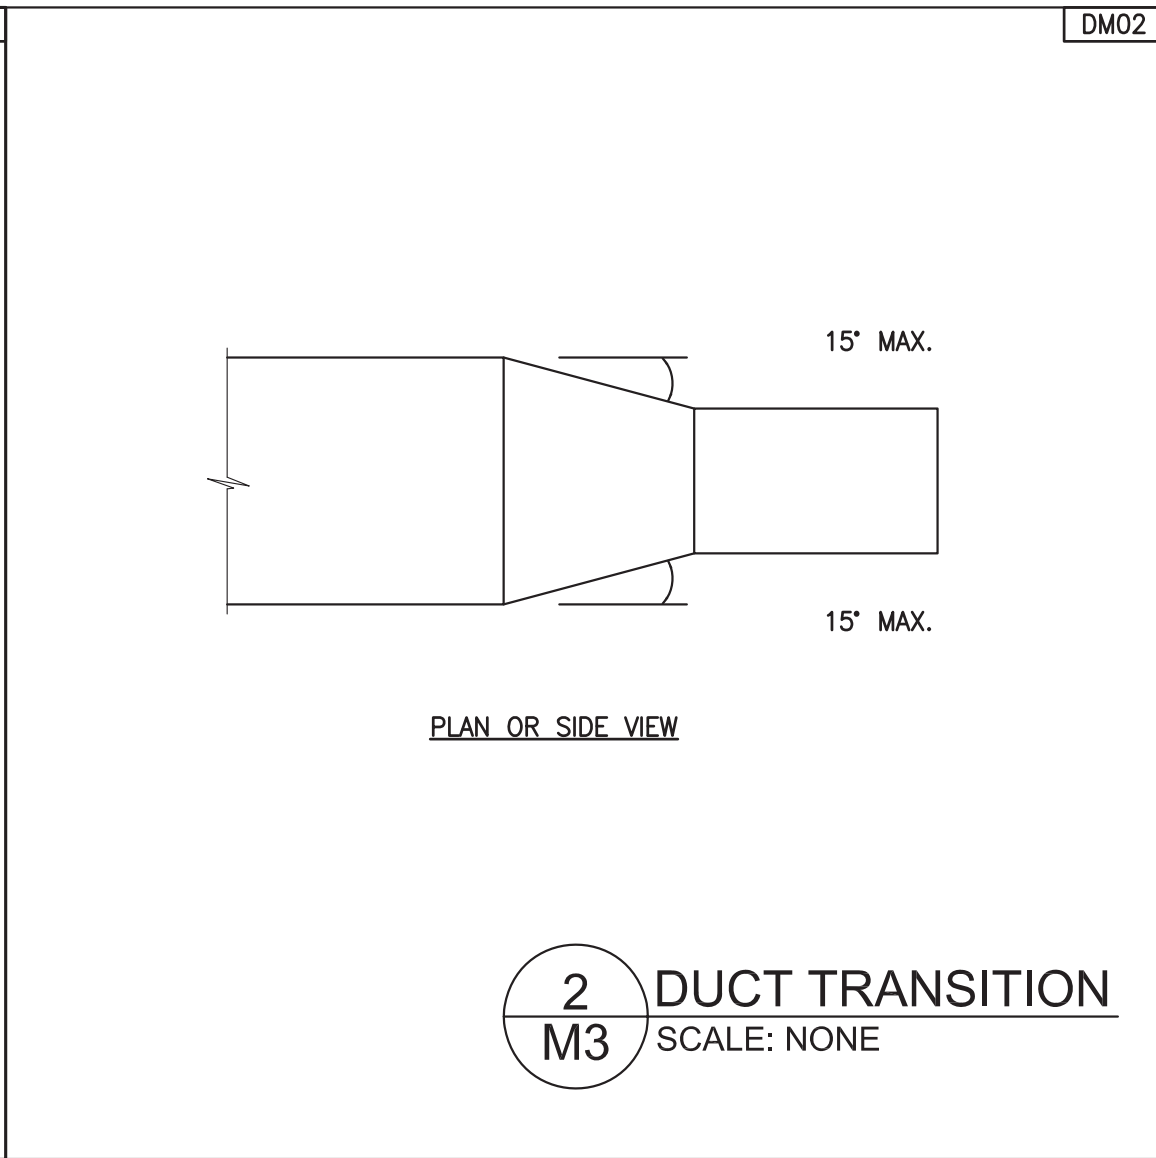 DM02
15° MAX.
15° MAX.
PLAN OR SIDE VIEW
2
M3
DUCT TRANSITION
SCALE: NONE